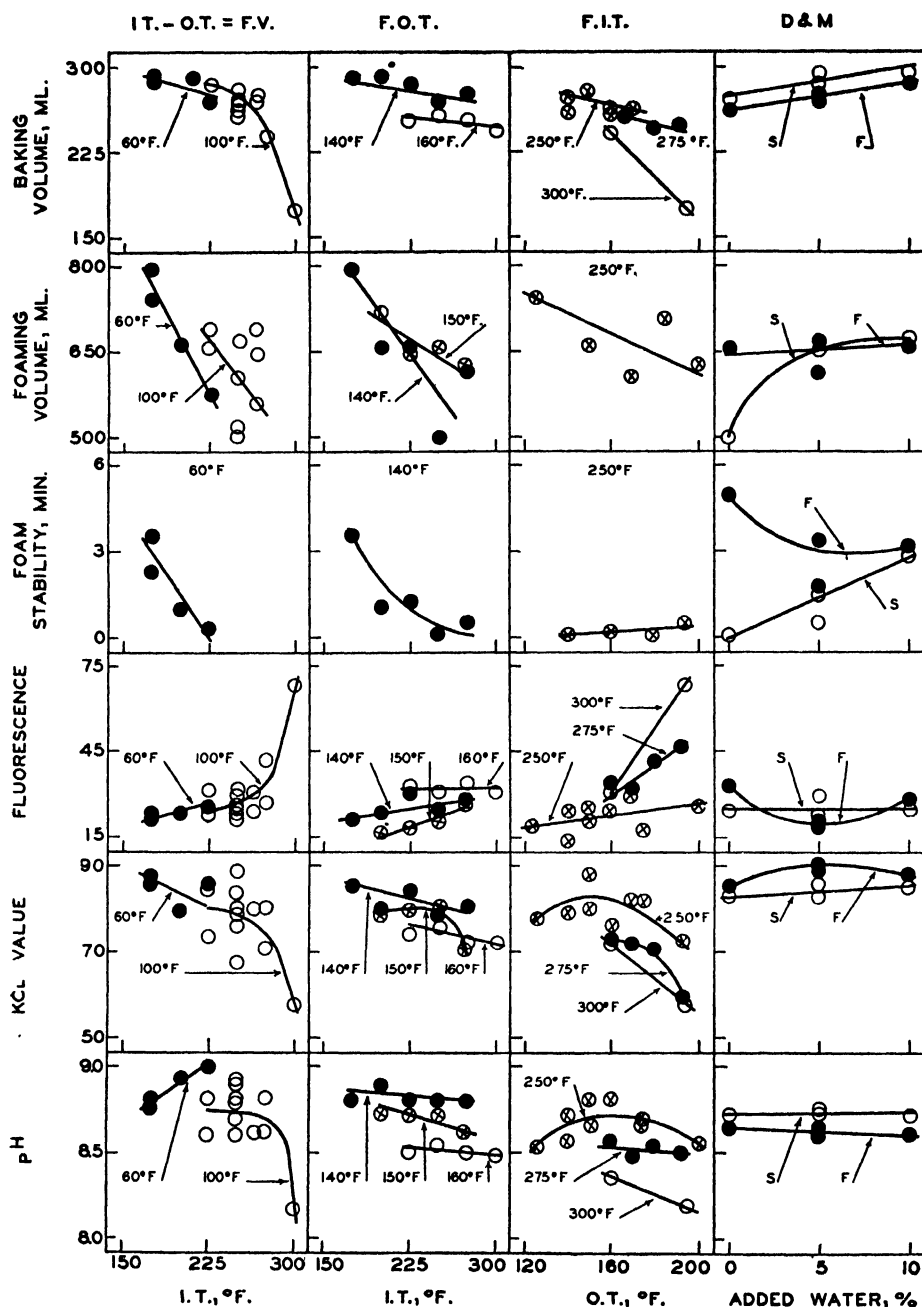 I.T. – O.T. = F.V. F.O.T. F.I.T. D & M
BAKING VOLUME, ML.
300
225
150
60°F. 100°F.
140°F 160°F.
250°F. 275°F.
300°F.
S F.
FOAMING VOLUME, ML.
800
650
500
60°F
100°F
150°F.
140°F.
250°F.
S F
FOAM STABILITY, MIN.
6
3
0
60°F
140°F
250°F
F
S
FLUORESCENCE
75
45
15
60°F 100°F
140°F 150°F 160°F
300°F
275°F
250°F
S F
KCL VALUE
90
70
50
60°F
100°F
140°F 150°F 160°F
250°F
275°F
300°F
S F
PH
9.0
8.5
8.0
60°F 100°F
140°F 150°F 160°F
250°F
275°F
300°F
S F
150 225 300 150 225 300 120 160 200 0 5 10
I.T., °F. I.T., °F. O.T., °F. ADDED WATER, %